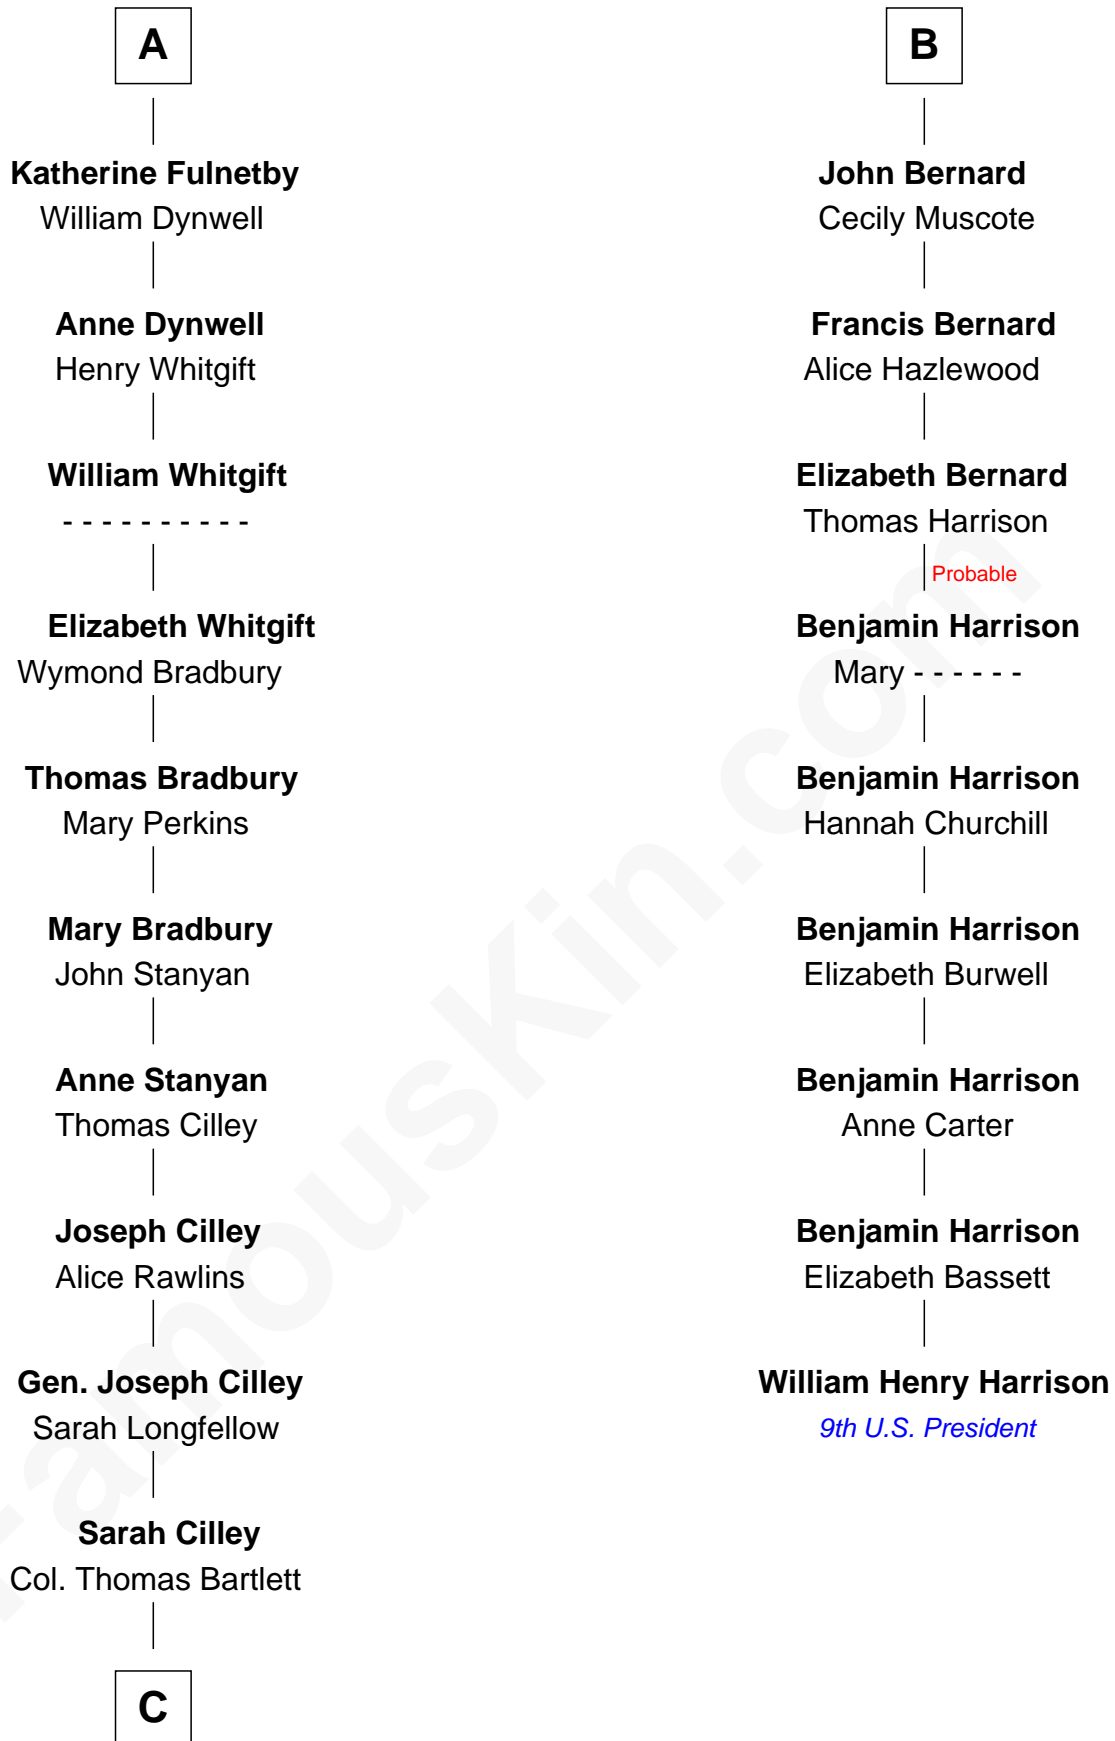 A
Katherine Fulnetby
William Dynwell
Anne Dynwell
Henry Whitgift
William Whitgift
- - - - - - - - - -
Elizabeth Whitgift
Wymond Bradbury
Thomas Bradbury
Mary Perkins
Mary Bradbury
John Stanyan
Anne Stanyan
Thomas Cilley
Joseph Cilley
Alice Rawlins
Gen. Joseph Cilley
Sarah Longfellow
Sarah Cilley
Col. Thomas Bartlett
C
B
John Bernard
Cecily Muscote
Francis Bernard
Alice Hazlewood
Elizabeth Bernard
Thomas Harrison
Probable
Benjamin Harrison
Mary - - - - - -
Benjamin Harrison
Hannah Churchill
Benjamin Harrison
Elizabeth Burwell
Benjamin Harrison
Anne Carter
Benjamin Harrison
Elizabeth Bassett
William Henry Harrison
9th U.S. President
FamousKin.com